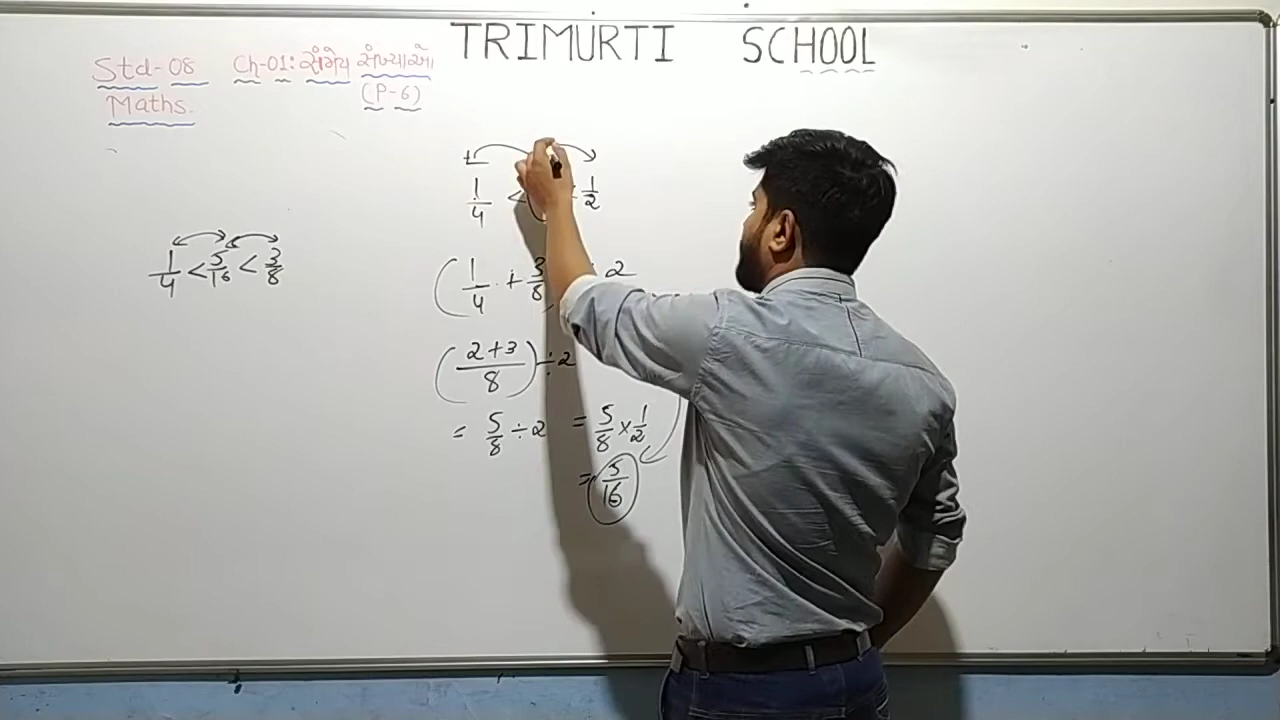 TRIMURTI SCHOOL
Std-08 Ch-01: સંમેય સંખ્યાઓ
Maths. (P-6)
1/4 < 1/2
1/4 < 5/16 < 3/8
(1/4 + 3/8 ÷ 2
(2+3/8) ÷ 2
= 5/8 ÷ 2 = 5/8 × 1/2
= 5/16